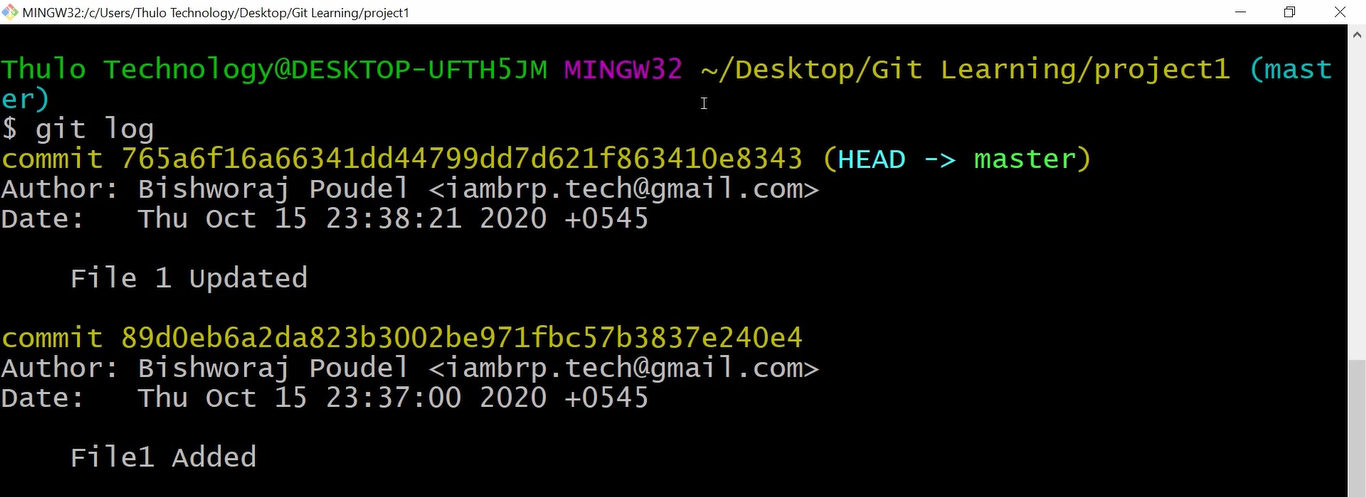 MINGW32:/c/Users/Thulo Technology/Desktop/Git Learning/project1
Thulo Technology@DESKTOP-UFTH5JM MINGW32 ~/Desktop/Git Learning/project1 (mast
er)
$ git log
commit 765a6f16a66341dd44799dd7d621f863410e8343 (HEAD -> master)
Author: Bishworaj Poudel <iambrp.tech@gmail.com>
Date:   Thu Oct 15 23:38:21 2020 +0545
File 1 Updated
commit 89d0eb6a2da823b3002be971fbc57b3837e240e4
Author: Bishworaj Poudel <iambrp.tech@gmail.com>
Date:   Thu Oct 15 23:37:00 2020 +0545
File1 Added